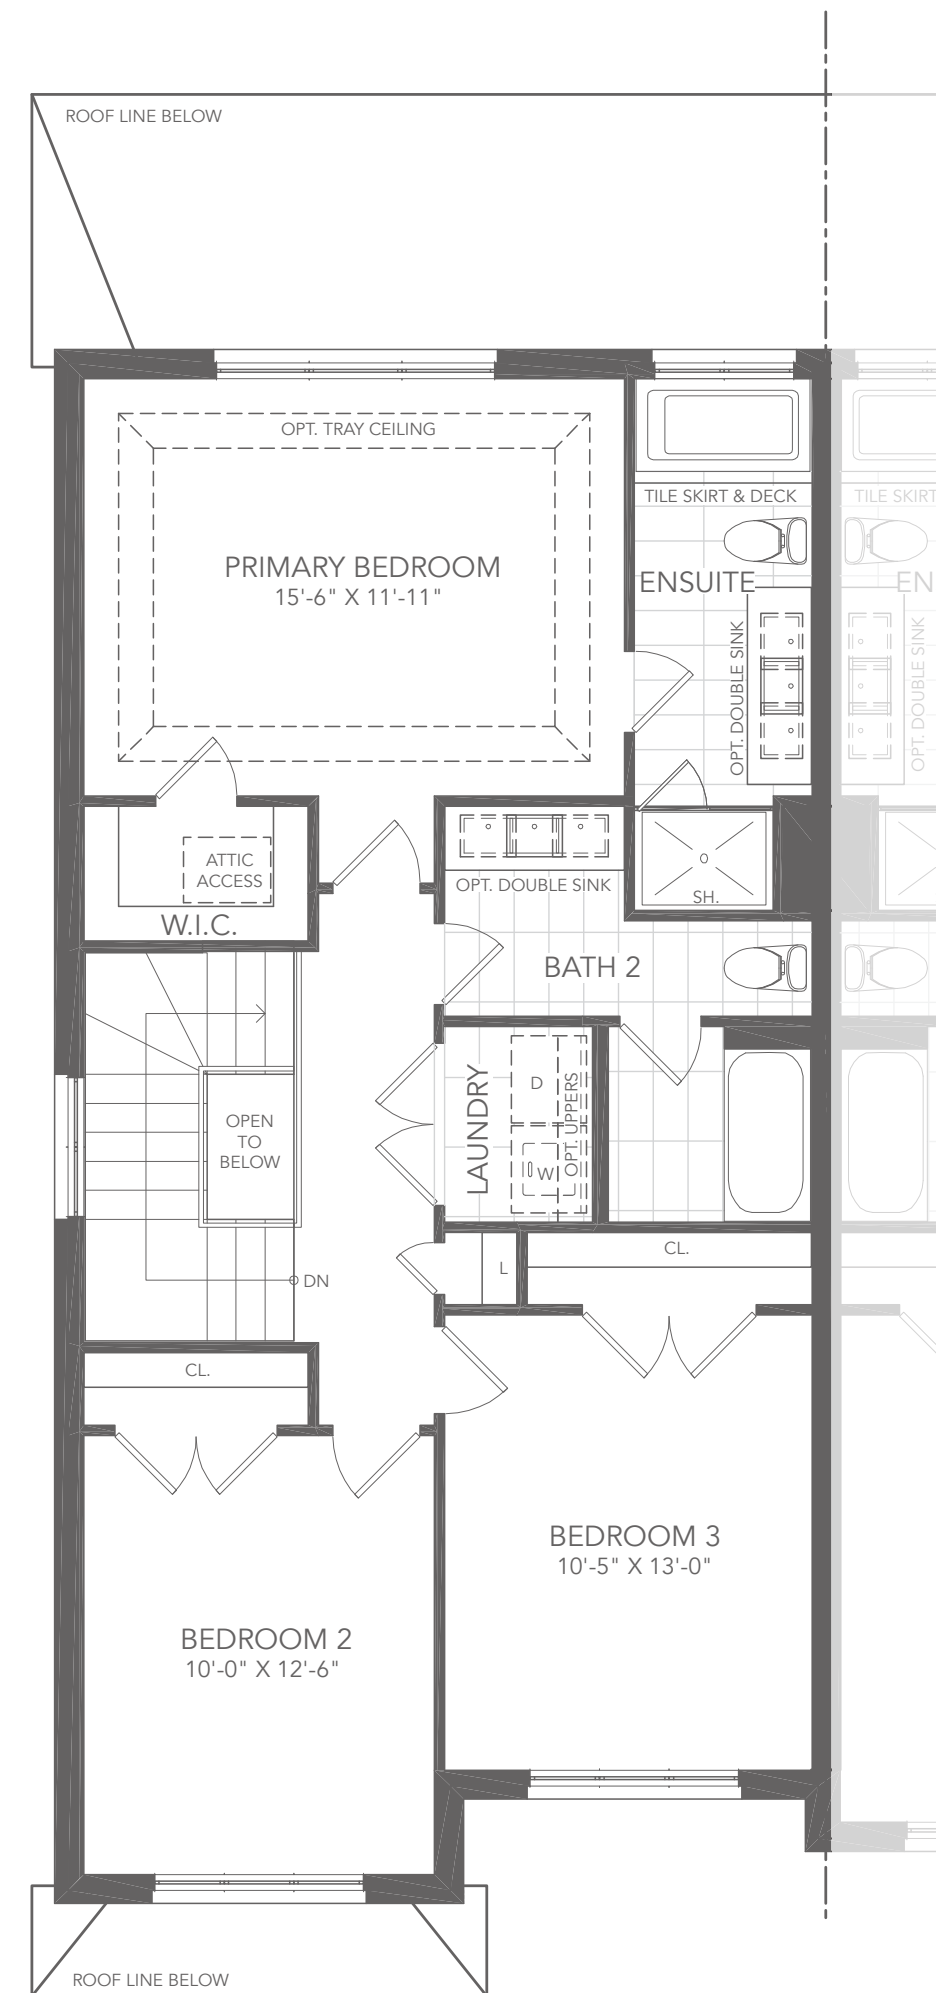 ROOF LINE BELOW
OPT. TRAY CEILING
PRIMARY BEDROOM
15'-6" X 11'-11"
TILE SKIRT & DECK
TILE SKIRT
ENSUITE
EN
OPT. DOUBLE SINK
OPT. DOUBLE SINK
ATTIC
ACCESS
W.I.C.
OPT. DOUBLE SINK
SH.
BATH 2
LAUNDRY
D
W
OPT. UPPERS
OPEN
TO
BELOW
DN
L
CL.
CL.
BEDROOM 3
10'-5" X 13'-0"
BEDROOM 2
10'-0" X 12'-6"
ROOF LINE BELOW